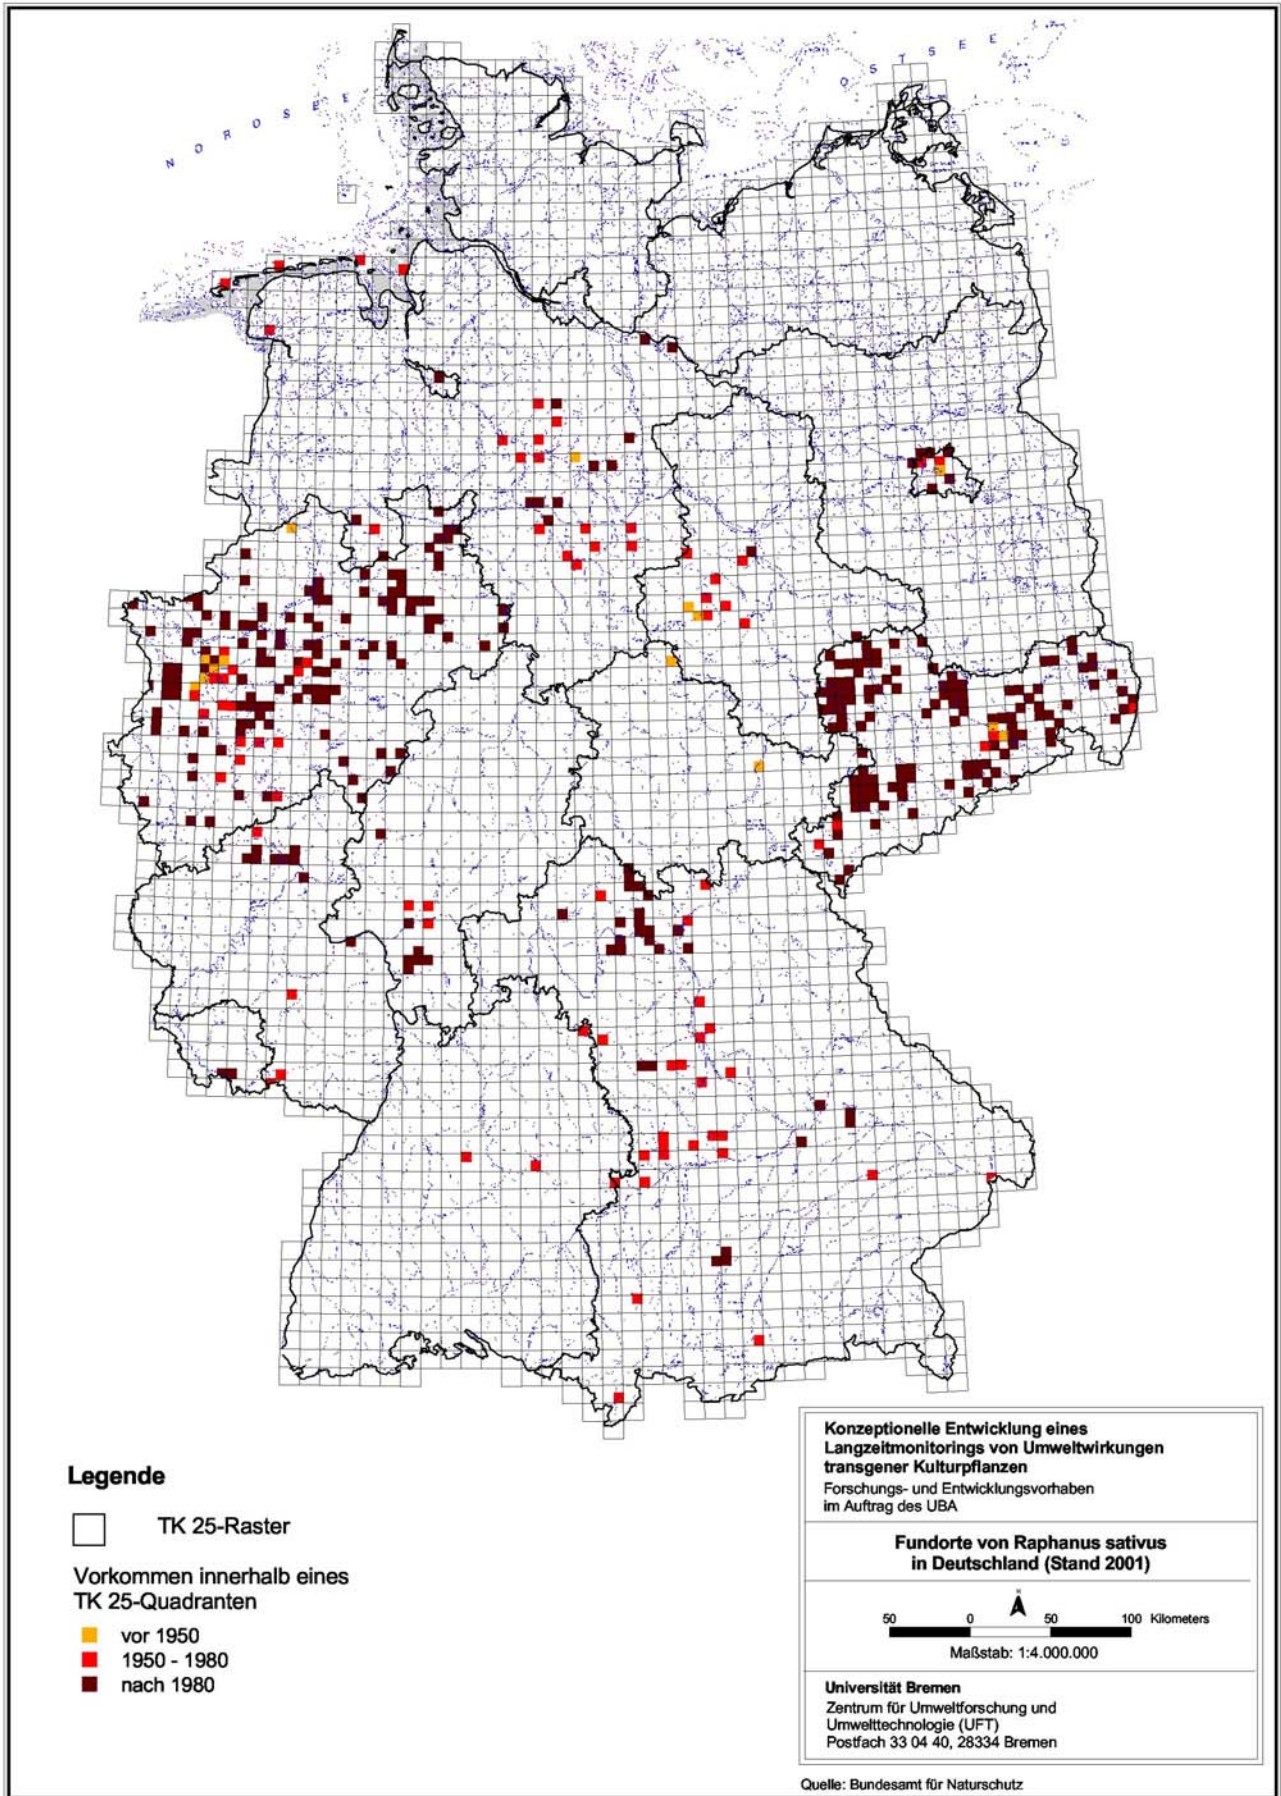 N O R D S E E
O S T S E E
Legende
TK 25-Raster
Vorkommen innerhalb eines
TK 25-Quadranten
vor 1950
1950 - 1980
nach 1980
Konzeptionelle Entwicklung eines
Langzeitmonitorings von Umweltwirkungen
transgener Kulturpflanzen
Forschungs- und Entwicklungsvorhaben
im Auftrag des UBA
Fundorte von Raphanus sativus
in Deutschland (Stand 2001)
N
50 0 50 100 Kilometers
Maßstab: 1:4.000.000
Universität Bremen
Zentrum für Umweltforschung und
Umwelttechnologie (UFT)
Postfach 33 04 40, 28334 Bremen
Quelle: Bundesamt für Naturschutz